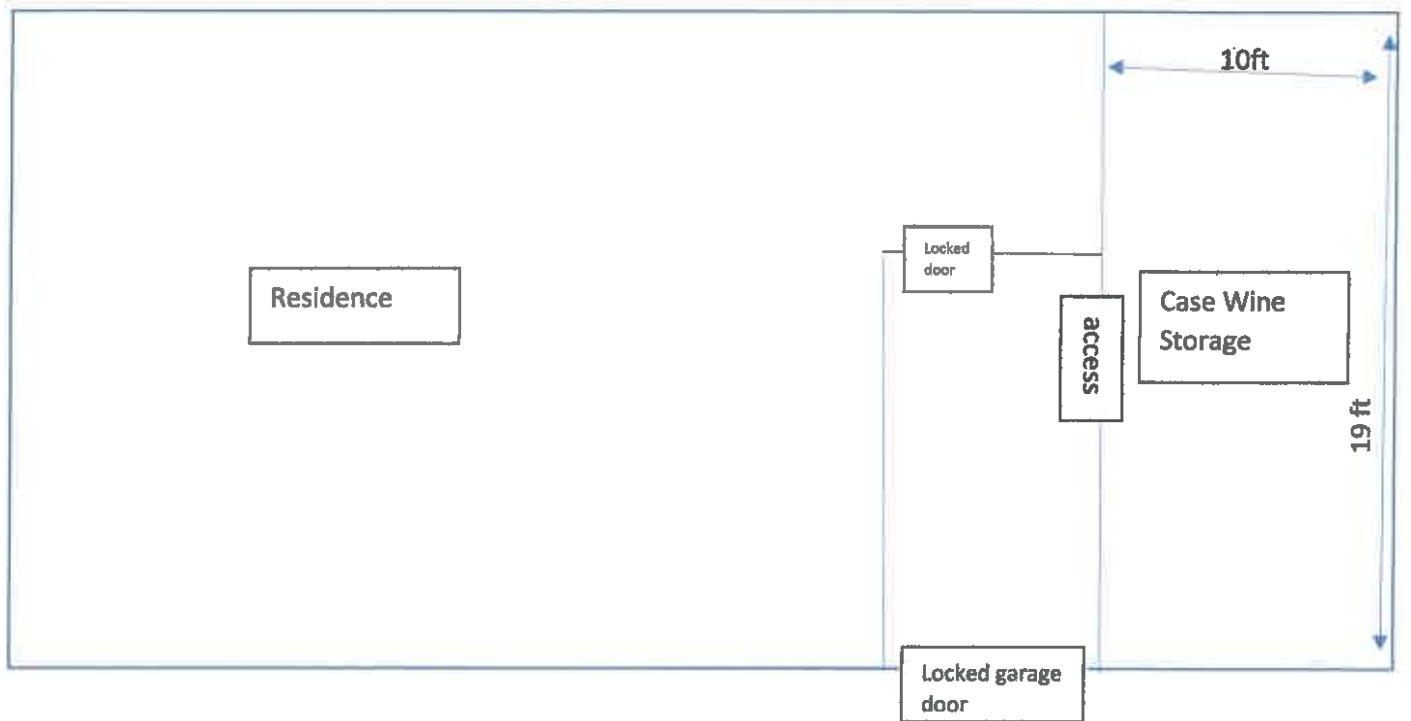 10ft
Locked
door
Residence
access
Case Wine
Storage
19 ft
Locked garage
door